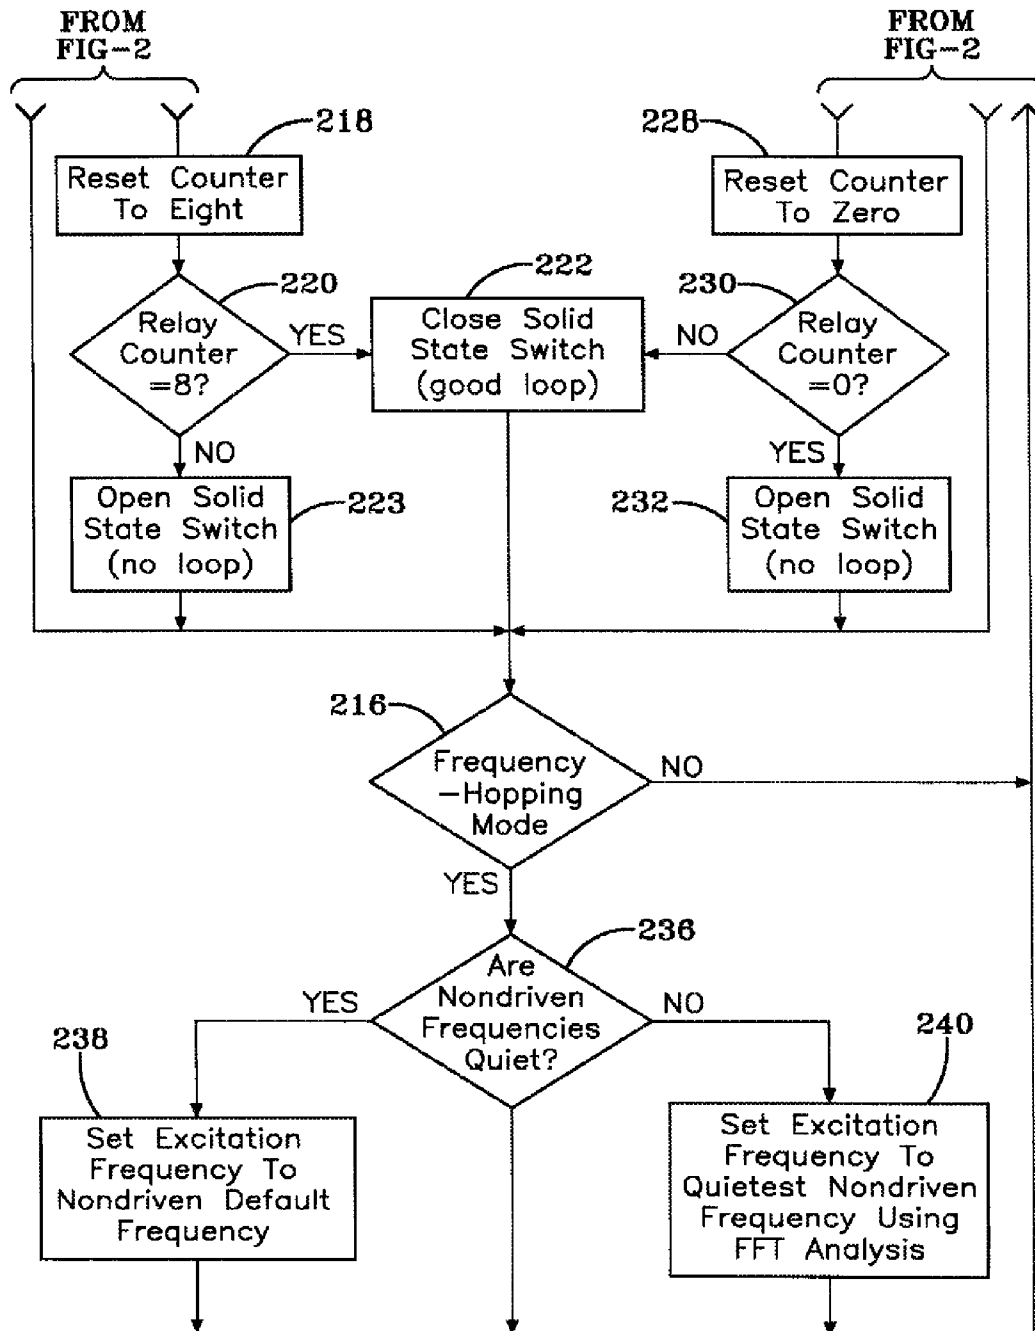 FROM
FIG-2
FROM
FIG-2
218
228
Reset Counter
To Eight
Reset Counter
To Zero
220
222
230
Relay
Counter
=8?
YES
Close Solid
State Switch
(good loop)
NO
Relay
Counter
=0?
NO
YES
Open Solid
State Switch
(no loop)
223
232
Open Solid
State Switch
(no loop)
216
Frequency
-Hopping
Mode
NO
YES
236
Are
Nondriven
Frequencies
Quiet?
YES
NO
238
240
Set Excitation
Frequency To
Nondriven Default
Frequency
Set Excitation
Frequency To
Quietest Nondriven
Frequency Using
FFT Analysis